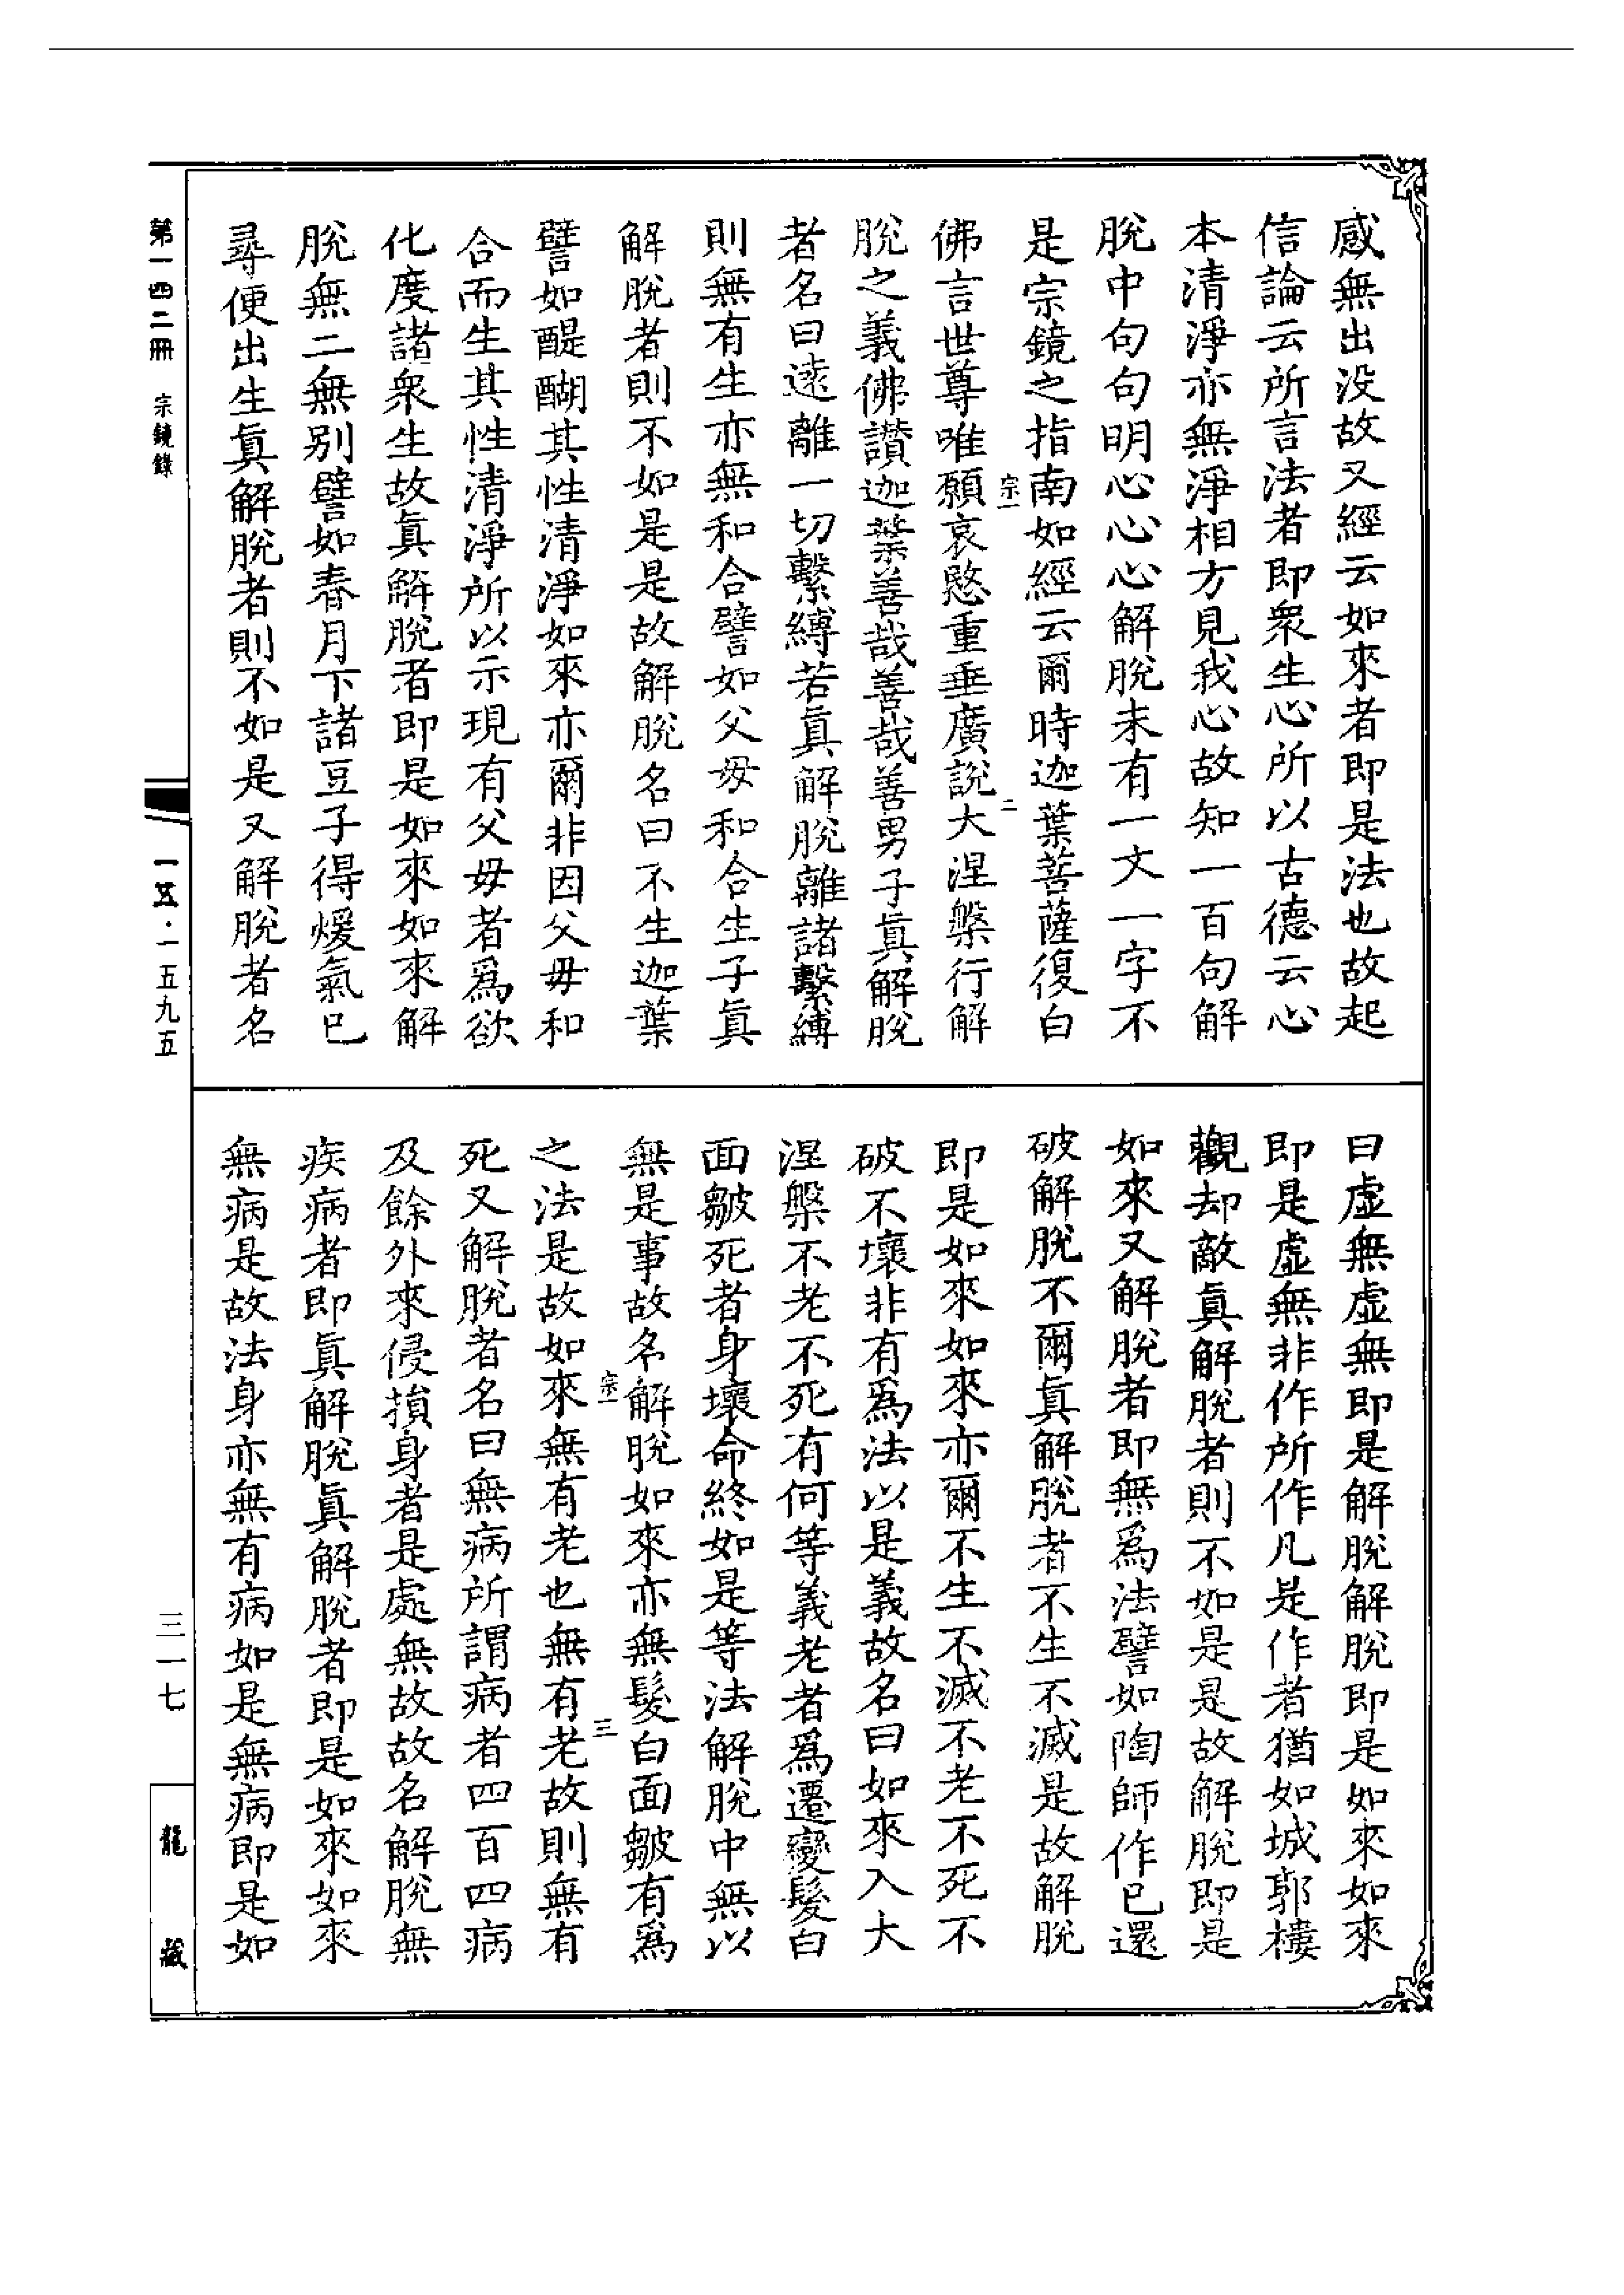 感無出没故又經云如來者即是法也故起
信論云所言法者即衆生心所以古德云心
本清淨亦無淨相方見我心故知一百句解
脫中句句明心心心解脫未有一文一字不
是宗鏡之指南如經云爾時迦葉菩薩復白
宗一
二
佛言世尊唯願哀愍重垂廣說大涅槃行解
脫之義佛讚迦葉善哉善哉善男子眞解脫
者名曰遠離一切繫縛若眞解脫離諸繫縛
則無有生亦無和合譬如父母和合生子眞
解脫者則不如是是故解脫名曰不生迦葉
譬如醍醐其性清淨如來亦爾非因父母和
合而生其性清淨所以示現有父母者爲欲
化度諸衆生故眞解脫者即是如來如來解
脫無二無别譬如春月下諸豆子得煖氣已
尋便出生眞解脫者則不如是又解脫者名
曰虛無虛無即是解脫解脫即是如來如來
即是虛無非作所作凡是作者猶如城郭樓
觀却敵眞解脫者則不如是是故解脫即是
如來又解脫者即無爲法譬如陶師作已還
破解脫不爾眞解脫者不生不滅是故解脫
即是如來如來亦爾不生不滅不老不死不
破不壞非有爲法以是義故名曰如來入大
涅槃不老不死有何等義老者爲遷變髮白
面皺死者身壞命終如是等法解脫中無以
無是事故名解脫如來亦無髮白面皺有爲
宗一
三
之法是故如來無有老也無有老故則無有
死又解脫者名曰無病所謂病者四百四病
及餘外來侵損身者是處無故故名解脫無
疾病者即眞解脫眞解脫者即是如來如來
無病是故法身亦無有病如是無病即是如
第一四二冊 宗鏡錄
一五·一五九五
三一七
龍藏